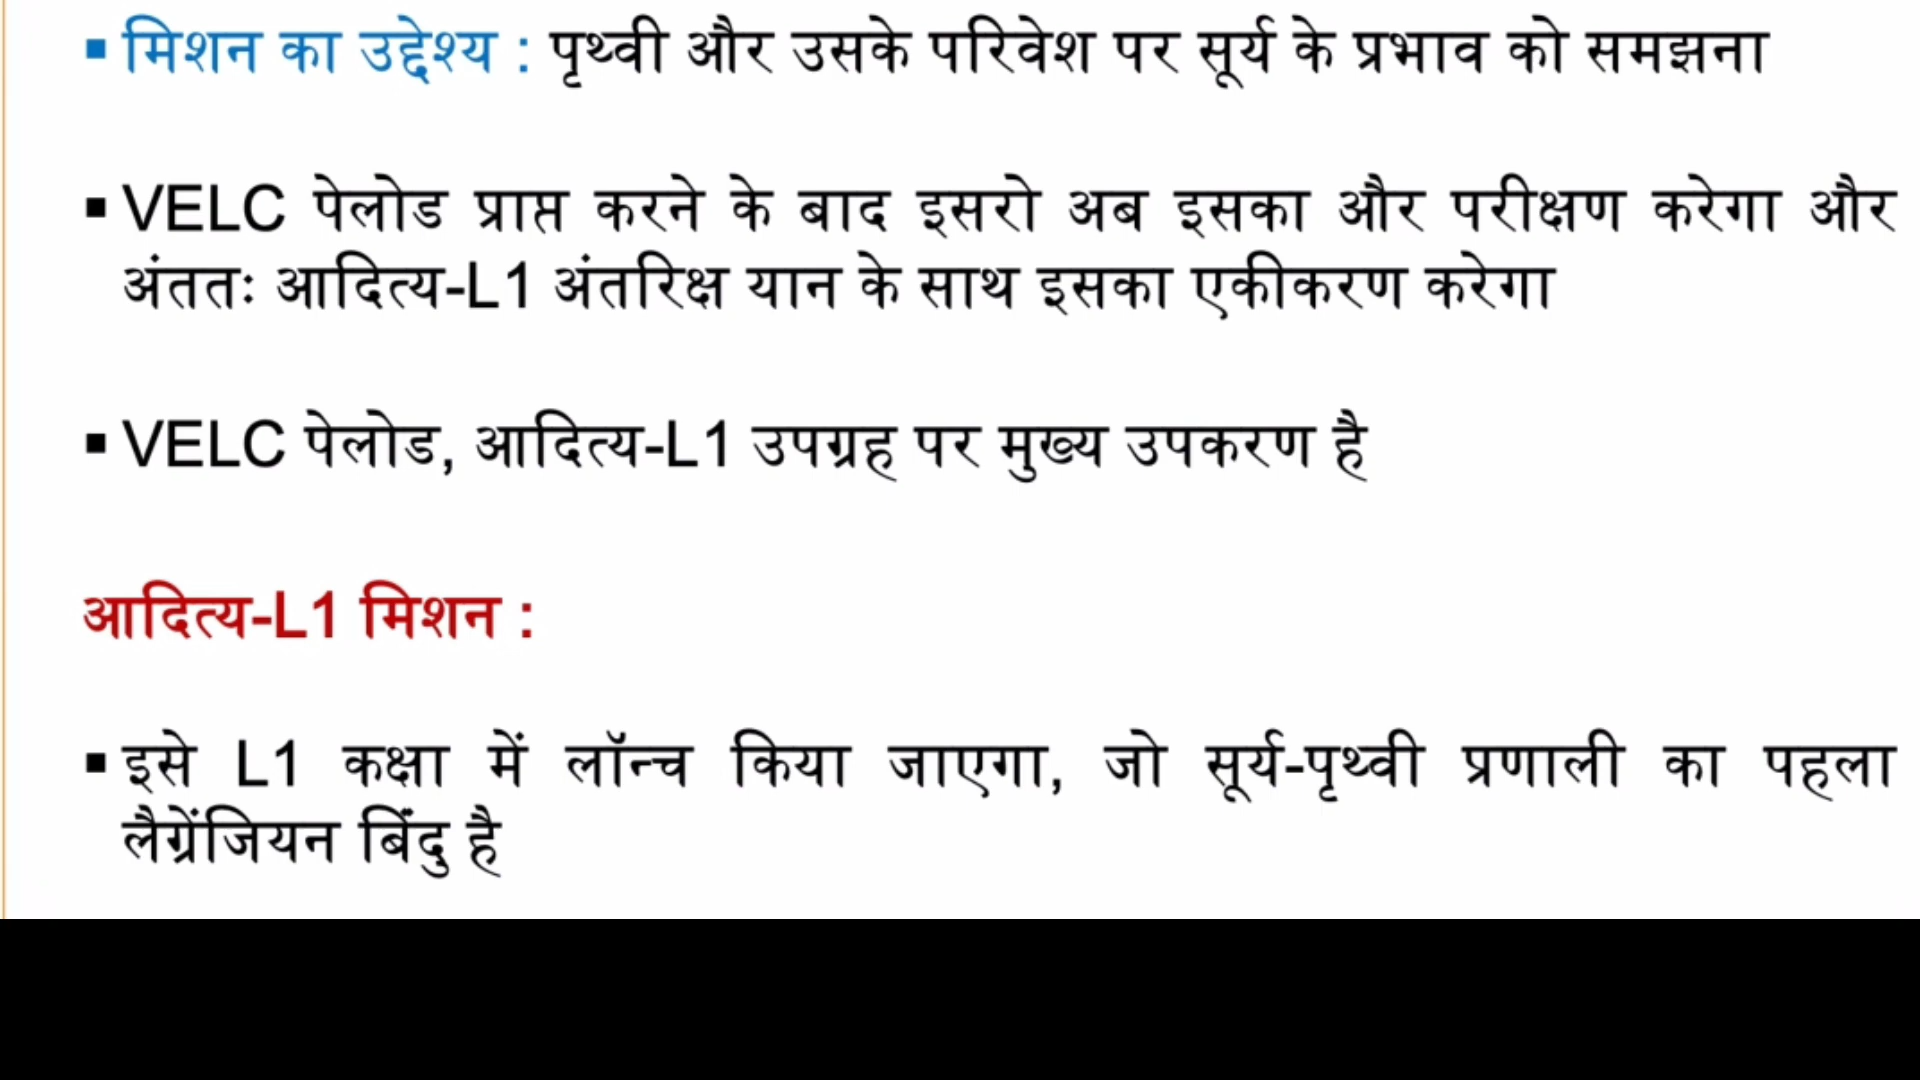 ▪ मिशन का उद्देश्य : पृथ्वी और उसके परिवेश पर सूर्य के प्रभाव को समझना
▪ VELC पेलोड प्राप्त करने के बाद इसरो अब इसका और परीक्षण करेगा और
अंततः आदित्य-L1 अंतरिक्ष यान के साथ इसका एकीकरण करेगा
▪ VELC पेलोड, आदित्य-L1 उपग्रह पर मुख्य उपकरण है
आदित्य-L1 मिशन :
▪ इसे L1 कक्षा में लॉन्च किया जाएगा, जो सूर्य-पृथ्वी प्रणाली का पहला
लैग्रेंजियन बिंदु है